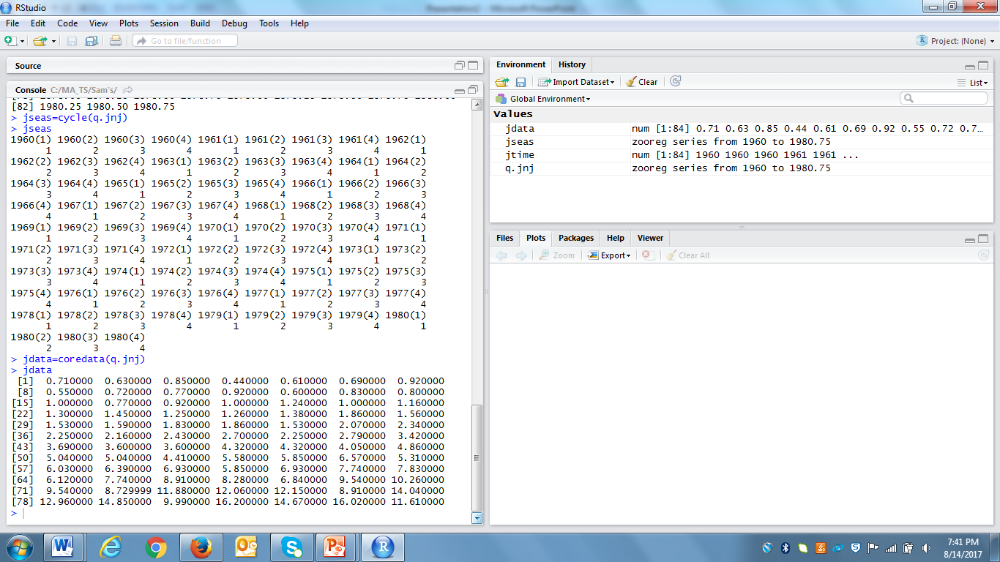 RStudio
Presentation2 - Microsoft PowerPoint
File Edit Code View Plots Session Build Debug Tools Help
Go to file/function
Project: (None)
Source
Console C:/MA_TS/Sam's/
[82] 1980.25 1980.50 1980.75
> jseas=cycle(q.jnj)
> jseas
1960(1) 1960(2) 1960(3) 1960(4) 1961(1) 1961(2) 1961(3) 1961(4) 1962(1)
1 2 3 4 1 2 3 4 1
1962(2) 1962(3) 1962(4) 1963(1) 1963(2) 1963(3) 1963(4) 1964(1) 1964(2)
2 3 4 1 2 3 4 1 2
1964(3) 1964(4) 1965(1) 1965(2) 1965(3) 1965(4) 1966(1) 1966(2) 1966(3)
3 4 1 2 3 4 1 2 3
1966(4) 1967(1) 1967(2) 1967(3) 1967(4) 1968(1) 1968(2) 1968(3) 1968(4)
4 1 2 3 4 1 2 3 4
1969(1) 1969(2) 1969(3) 1969(4) 1970(1) 1970(2) 1970(3) 1970(4) 1971(1)
1 2 3 4 1 2 3 4 1
1971(2) 1971(3) 1971(4) 1972(1) 1972(2) 1972(3) 1972(4) 1973(1) 1973(2)
2 3 4 1 2 3 4 1 2
1973(3) 1973(4) 1974(1) 1974(2) 1974(3) 1974(4) 1975(1) 1975(2) 1975(3)
3 4 1 2 3 4 1 2 3
1975(4) 1976(1) 1976(2) 1976(3) 1976(4) 1977(1) 1977(2) 1977(3) 1977(4)
4 1 2 3 4 1 2 3 4
1978(1) 1978(2) 1978(3) 1978(4) 1979(1) 1979(2) 1979(3) 1979(4) 1980(1)
1 2 3 4 1 2 3 4 1
1980(2) 1980(3) 1980(4)
2 3 4
> jdata=coredata(q.jnj)
> jdata
[1] 0.710000 0.630000 0.850000 0.440000 0.610000 0.690000 0.920000
[8] 0.550000 0.720000 0.770000 0.920000 0.600000 0.830000 0.800000
[15] 1.000000 0.770000 0.920000 1.000000 1.240000 1.000000 1.160000
[22] 1.300000 1.450000 1.250000 1.260000 1.380000 1.860000 1.560000
[29] 1.530000 1.590000 1.830000 1.860000 1.530000 2.070000 2.340000
[36] 2.250000 2.160000 2.430000 2.700000 2.250000 2.790000 3.420000
[43] 3.690000 3.600000 3.600000 4.320000 4.320000 4.050000 4.860000
[50] 5.040000 5.040000 4.410000 5.580000 5.850000 6.570000 5.310000
[57] 6.030000 6.390000 6.930000 5.850000 6.930000 7.740000 7.830000
[64] 6.120000 7.740000 8.910000 8.280000 6.840000 9.540000 10.260000
[71] 9.540000 8.729999 11.880000 12.060000 12.150000 8.910000 14.040000
[78] 12.960000 14.850000 9.990000 16.200000 14.670000 16.020000 11.610000
>
Environment History
Import Dataset Clear List
Global Environment
Values
jdata num [1:84] 0.71 0.63 0.85 0.44 0.61 0.69 0.92 0.55 0.72 0.7…
jseas zooreg series from 1960 to 1980.75
jtime num [1:84] 1960 1960 1960 1961 1961 ...
q.jnj zooreg series from 1960 to 1980.75
Files Plots Packages Help Viewer
Zoom Export Clear All
7:41 PM
8/14/2017